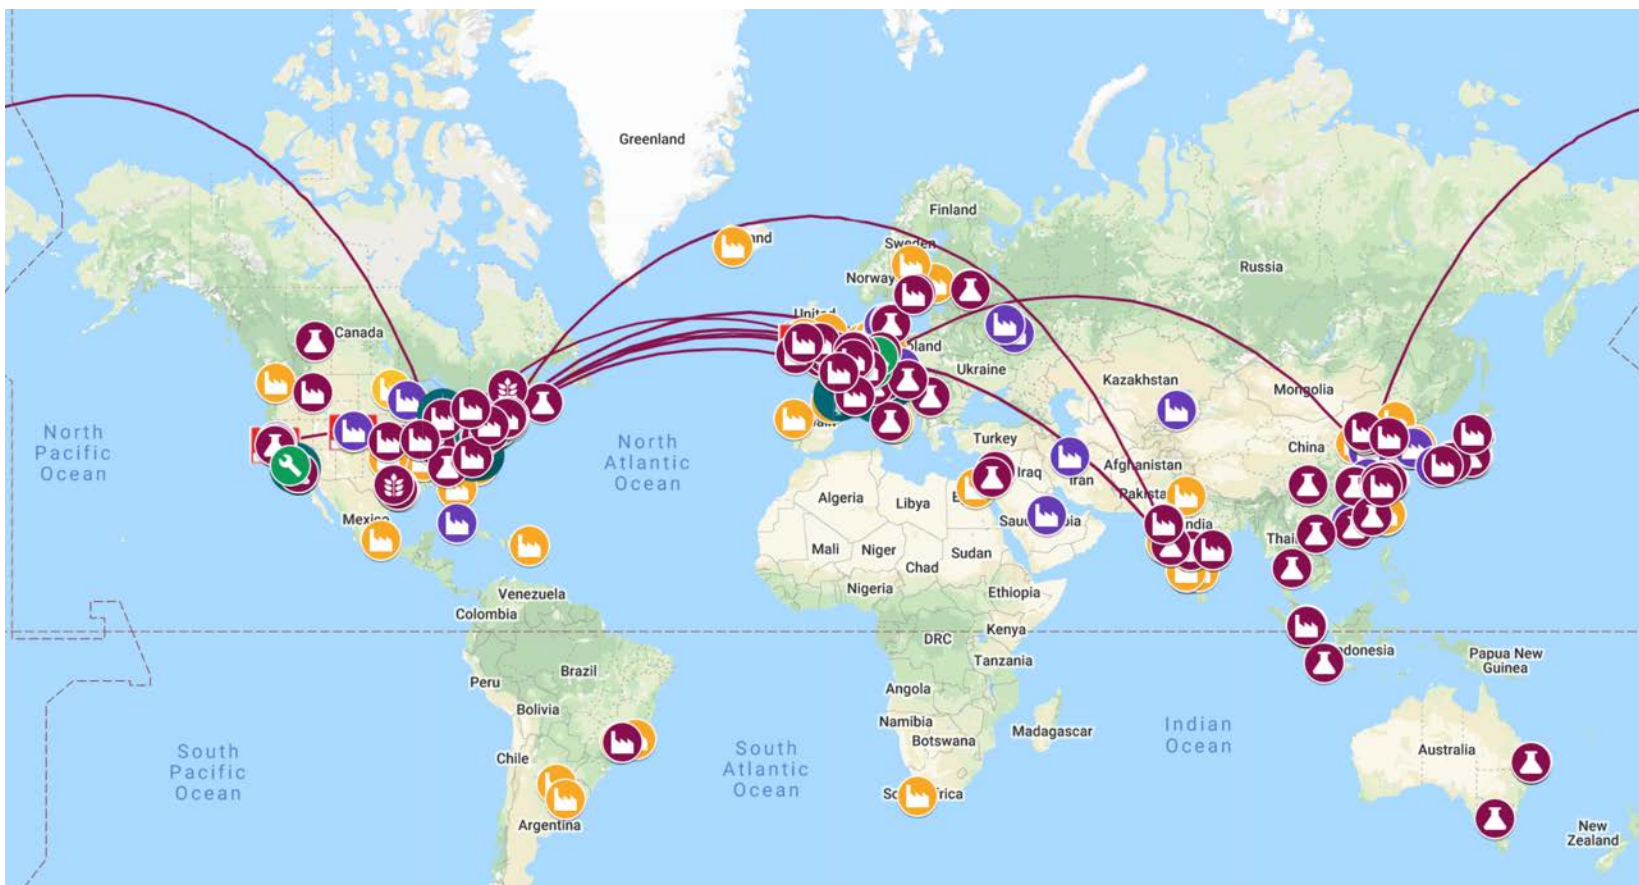 Greenland
Finland
Sweden
Norway
Russia
Canada
United
Ukraine
Kazakhstan
Mongolia
North
Pacific
Ocean
North
Atlantic
Ocean
Turkey
China
Iraq
Afghanistan
Iran
Algeria
Libya
Mexico
Mali
Niger
Sudan
Chad
Venezuela
Nigeria
Ethiopia
Colombia
DRC
Kenya
Papua New
Guinea
Tanzania
Brazil
Peru
Angola
Bolivia
Namibia
Botswana
Madagascar
Indian
Ocean
South
Pacific
Ocean
South
Atlantic
Ocean
Chile
Australia
Argentina
New
Zealand